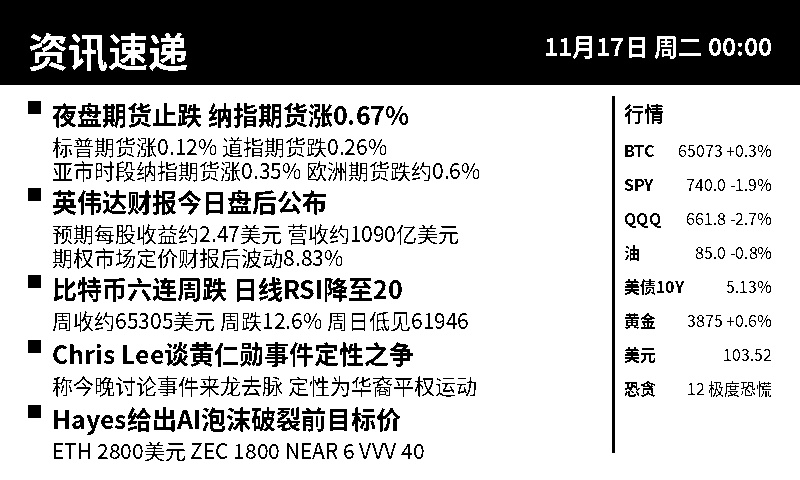 资讯速递
11月17日 周二 00:00
夜盘期货止跌 纳指期货涨0.67%
标普期货涨0.12% 道指期货跌0.26%
亚市时段纳指期货涨0.35% 欧洲期货跌约0.6%
英伟达财报今日盘后公布
预期每股收益约2.47美元 营收约1090亿美元
期权市场定价财报后波动8.83%
比特币六连周跌 日线RSI降至20
周收约65305美元 周跌12.6% 周日低见61946
Chris Lee谈黄仁勋事件定性之争
称今晚讨论事件来龙去脉 定性为华裔平权运动
Hayes给出AI泡沫破裂前目标价
ETH 2800美元 ZEC 1800 NEAR 6 VVV 40
行情
BTC 65073 +0.3%
SPY 740.0 -1.9%
QQQ 661.8 -2.7%
油 85.0 -0.8%
美债10Y 5.13%
黄金 3875 +0.6%
美元 103.52
恐贪 12 极度恐慌